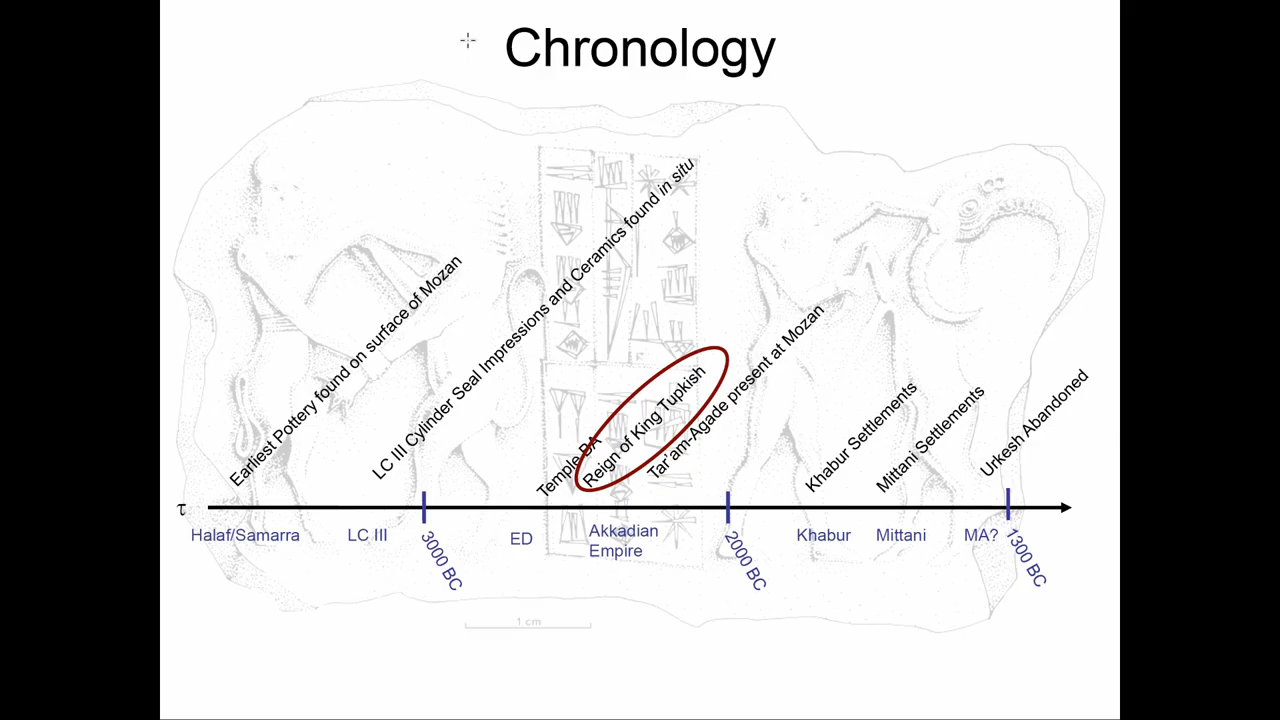 Chronology
Earliest Pottery found on surface of Mozan
LC III Cylinder Seal Impressions and Ceramics found in situ
Temple BA
Reign of King Tupkish
Tar'am-Agade present at Mozan
Khabur Settlements
Mittani Settlements
Urkesh Abandoned
τ
Halaf/Samarra
LC III
3000 BC
ED
Akkadian
Empire
2000 BC
Khabur
Mittani
MA?
1300 BC
1 cm